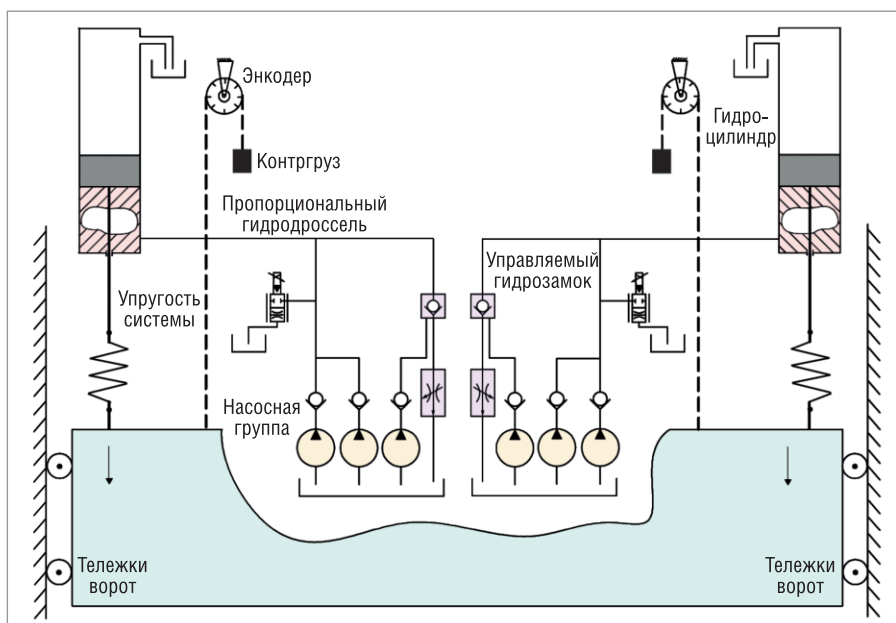 Энкодер
Гидро-
цилиндр
Контргруз
Пропорциональный
гидродроссель
Управляемый
гидрозамок
Упругость
системы
Насосная
группа
Тележки
ворот
Тележки
ворот